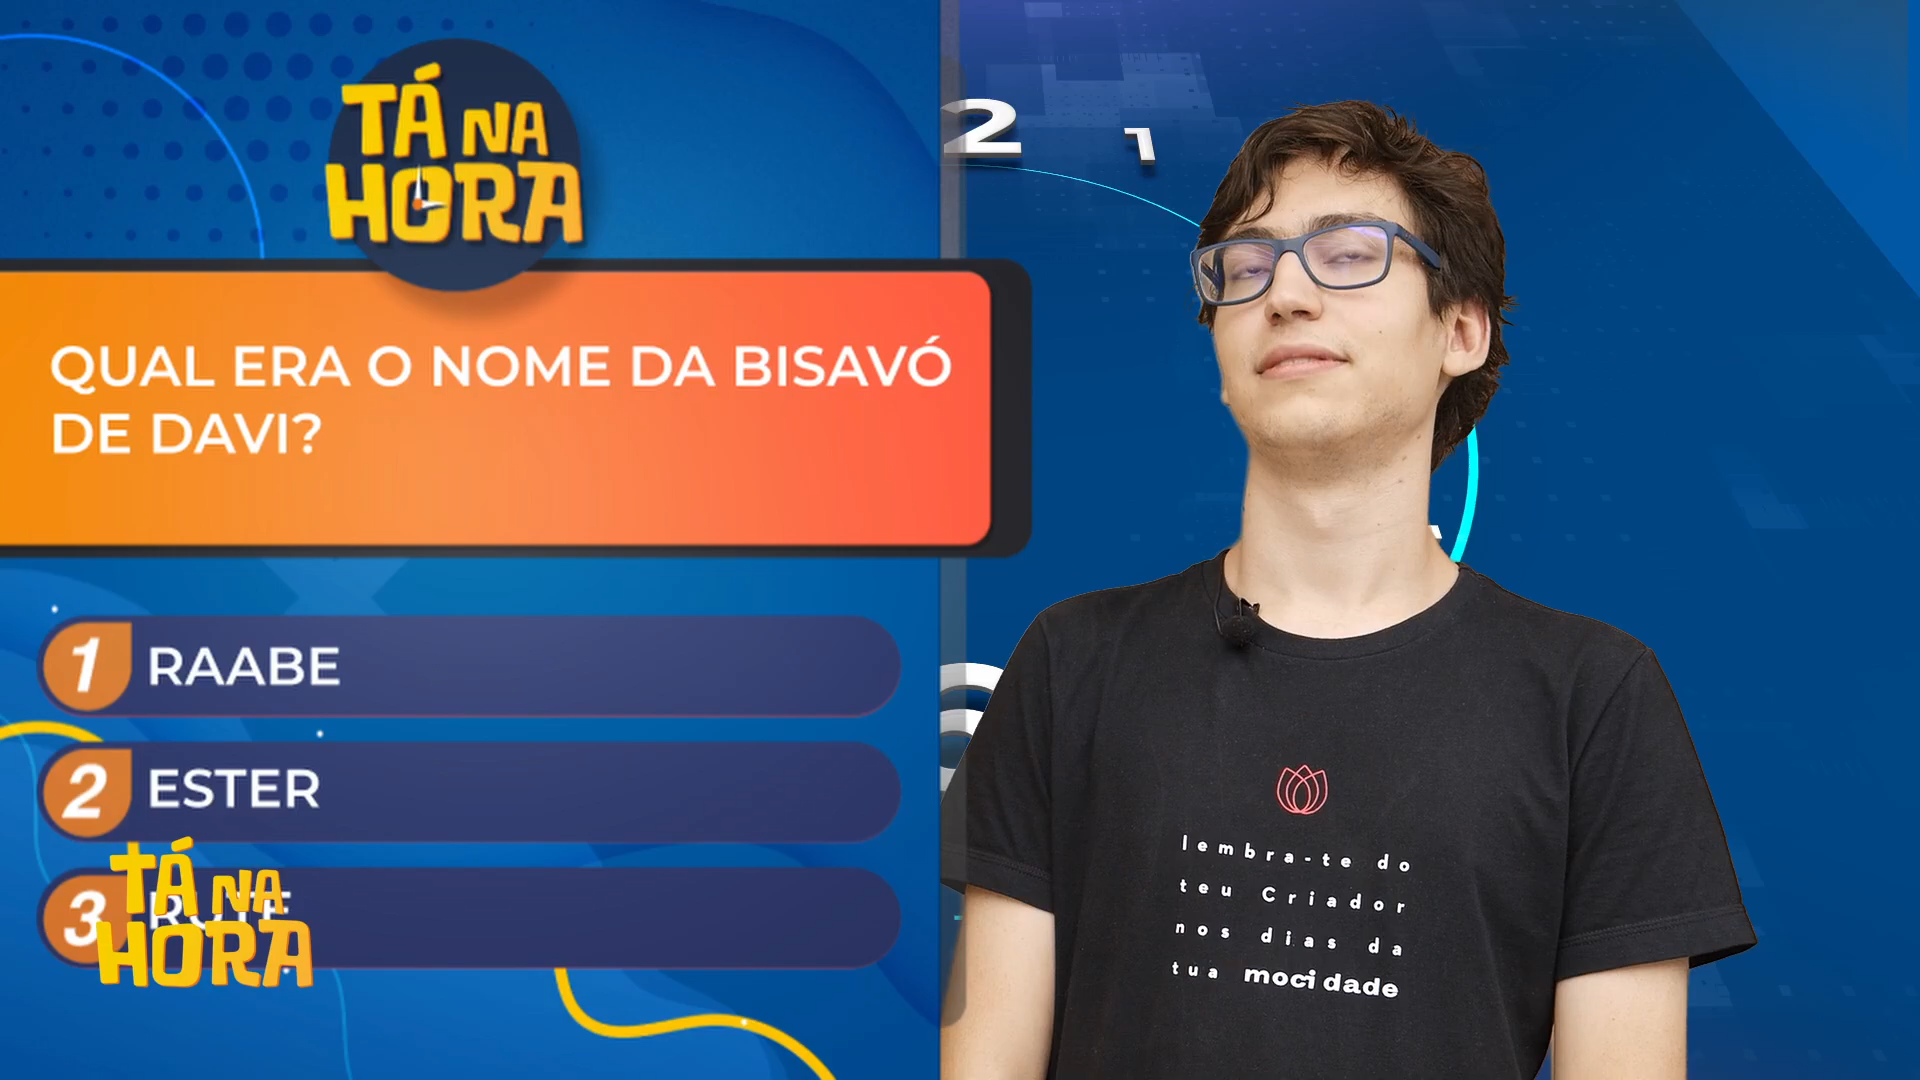 TÁ NA
HORA
QUAL ERA O NOME DA BISAVÓ
DE DAVI?
1 RAABE
2 ESTER
3 RUTE
TÁ NA
HORA
2 1
lembra-te do
teu Criador
nos dias da
tua mocidade